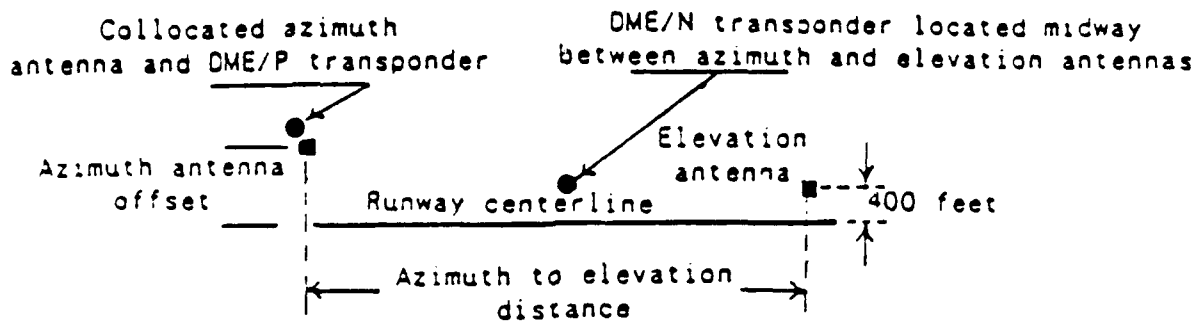 Collocated azimuth
antenna and DME/P transponder
DME/N transponder located midway
between azimuth and elevation antennas
Elevation
antenna
Azimuth antenna
offset
Runway centerline
400 feet
Azimuth to elevation
distance